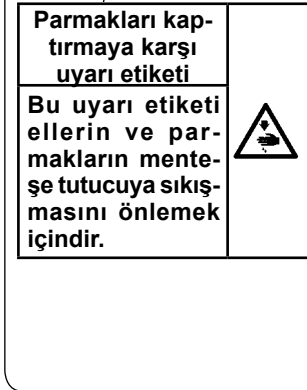 Parmakları kap-
tırmaya karşı
uyarı etiketi
Bu uyarı etiketi
ellerin ve par-
makların mente-
şe tutucuya sıkış-
masını önlemek
içindir.